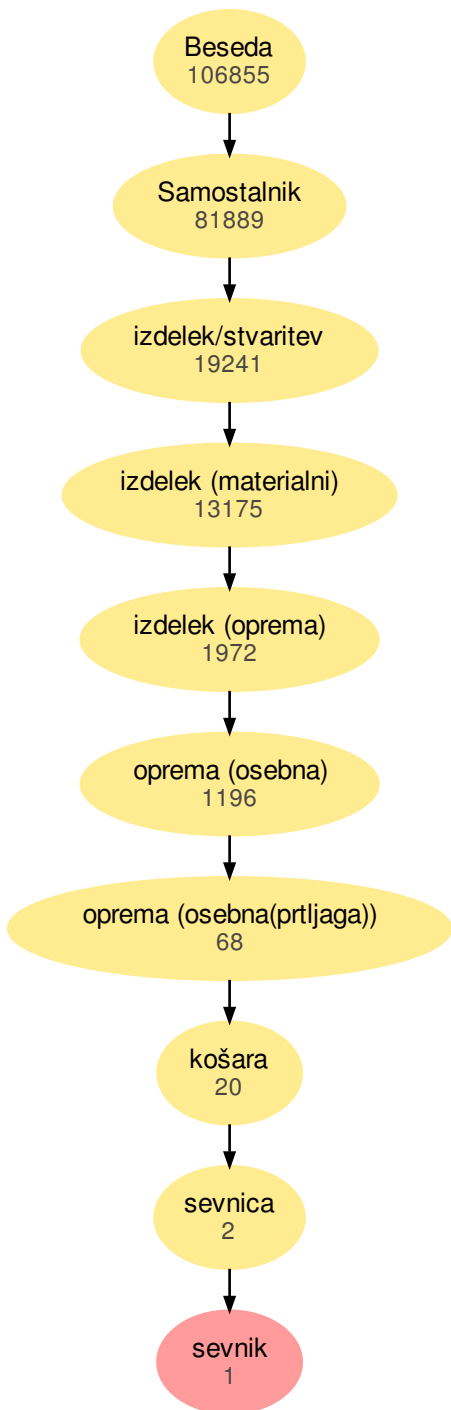 Beseda
106855
Samostalnik
81889
izdelek/stvaritev
19241
izdelek (materialni)
13175
izdelek (oprema)
1972
oprema (osebna)
1196
oprema (osebna(prtljaga))
68
košara
20
sevnica
2
sevnik
1